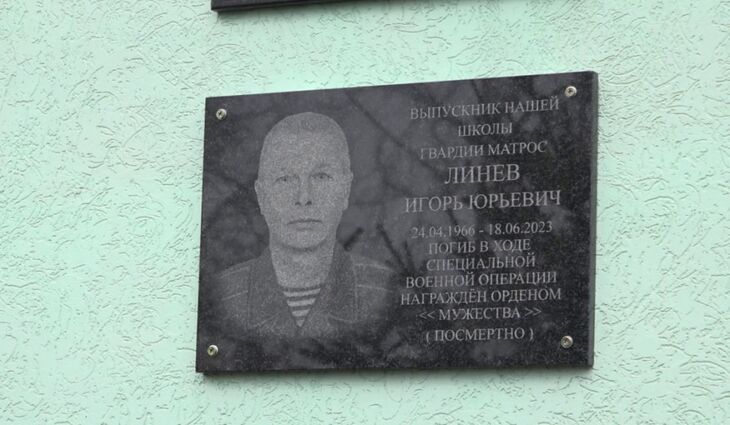 ВЫПУСКНИК НАШЕЙ
ШКОЛЫ
ГВАРДИИ МАТРОС
ЛИНЕВ
ИГОРЬ ЮРЬЕВИЧ
24.04.1966 - 18.06.2023
ПОГИБ В ХОДЕ
СПЕЦИАЛЬНОЙ
ВОЕННОЙ ОПЕРАЦИИ
НАГРАЖДЁН ОРДЕНОМ
<< МУЖЕСТВА >>
( ПОСМЕРТНО )